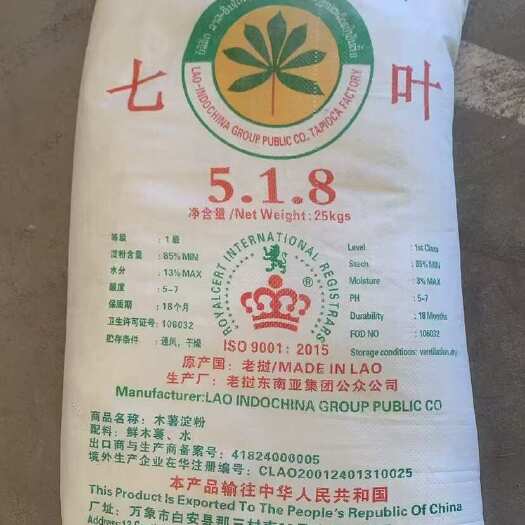 LAO-INDOCHINA GROUP PUBLIC CO., TAPIOCA FACTORY
七 叶
5.1.8
净含量/Net Weight:25kgs
等级 : 1级
淀粉含量 : 85% MIN
水分 : 13% MAX
酸度 : 5-7
保质期 : 18个月
卫生许可证号: 106032
贮存条件 : 通风，干燥
ROYALCERT INTERNATIONAL REGISTRARS
®
ISO 9001: 2015
Level : 1st Class
Starch : 85% MIN
Moisture : 3% MAX
PH : 5-7
Durability : 18 Months
FOD NO : 106032
Storage conditions:
原产国: 老挝/MADE IN LAO
生产厂: 老挝东南亚集团公众公司
Manufacturer:LAO INDOCHINA GROUP PUBLIC CO
商品名称: 木薯淀粉
配料: 鲜木薯、水
出口商与生产商备案号: 41824000005
境外生产企业在华注册编号: CLAO20012401310025
本产品输往中华人民共和国
This Product Is Exported To The People's Republic Of China
厂址: 万象市白安县那
Address: